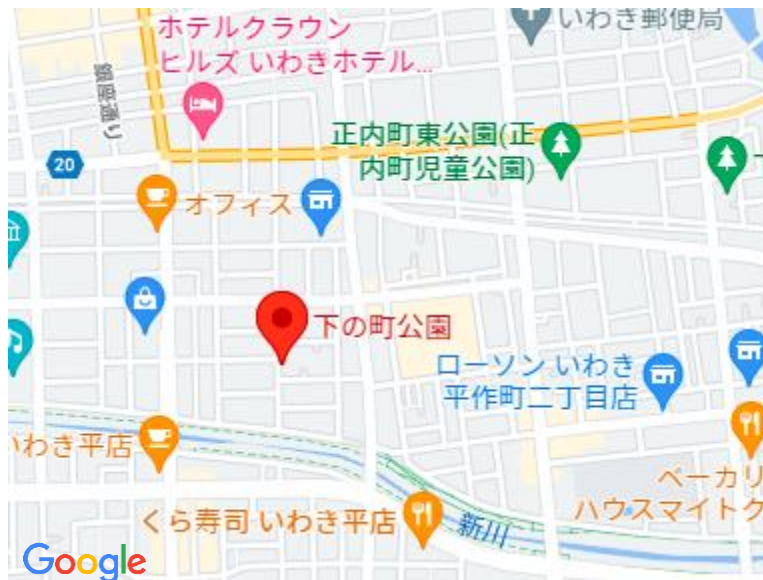 ホテルクラウン
ヒルズ いわきホテル...
いわき郵便局
銀座通り
正内町東公園(正
内町児童公園)
20
オフィス
下の町公園
ローソン いわき
平作町二丁目店
いわき平店
ベーカリ
ハウスマイトク
くら寿司 いわき平店
新川
Google